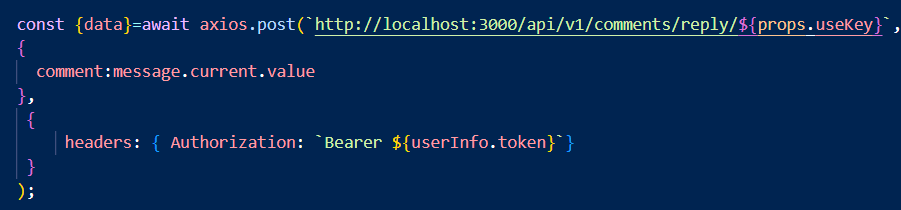 const {data}=await axios.post(`http://localhost:3000/api/v1/comments/reply/${props.useKey}`,
{
comment:message.current.value
},
{
headers: { Authorization: `Bearer ${userInfo.token}`}
}
);